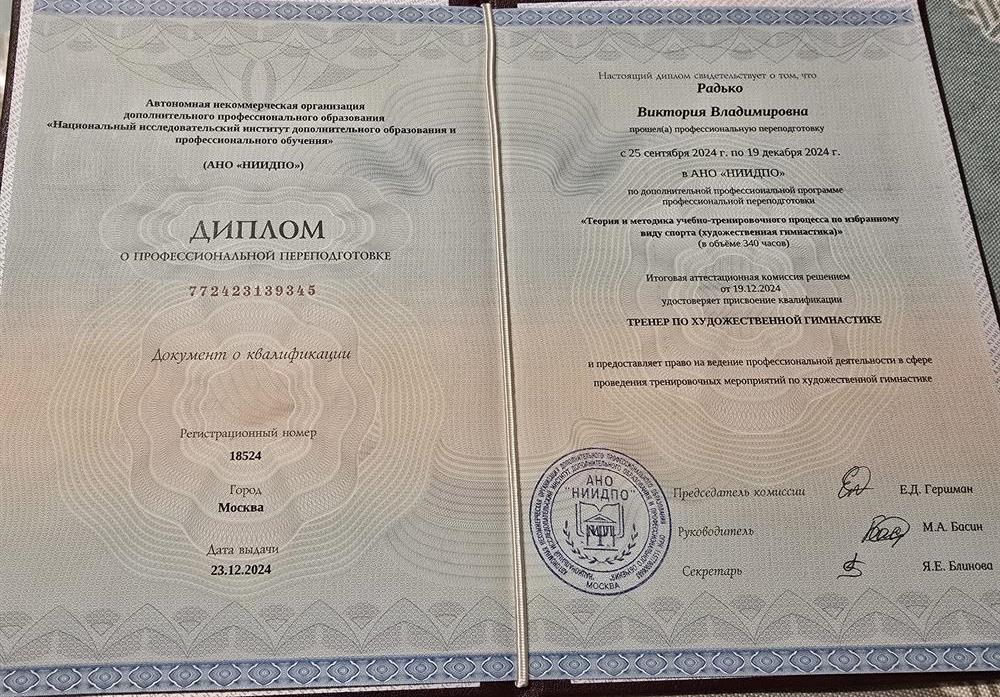 Автономная некоммерческая организация
дополнительного профессионального образования
«Национальный исследовательский институт дополнительного образования и
профессионального обучения»
(АНО «НИИДПО»)
ДИПЛОМ
О ПРОФЕССИОНАЛЬНОЙ ПЕРЕПОДГОТОВКЕ
772423139345
Документ о квалификации
Регистрационный номер
18524
Город
Москва
Дата выдачи
23.12.2024
Настоящий диплом свидетельствует о том, что
Радько
Виктория Владимировна
прошел(а) профессиональную переподготовку
с 25 сентября 2024 г. по 19 декабря 2024 г.
в АНО «НИИДПО»
по дополнительной профессиональной программе
профессиональной переподготовки
«Теория и методика учебно-тренировочного процесса по избранному
виду спорта (художественная гимнастика)»
(в объёме 340 часов)
Итоговая аттестационная комиссия решением
от 19.12.2024
удостоверяет присвоение квалификации
ТРЕНЕР ПО ХУДОЖЕСТВЕННОЙ ГИМНАСТИКЕ
и предоставляет право на ведение профессиональной деятельности в сфере
проведения тренировочных мероприятий по художественной гимнастике
АНО
"НИИДПО"
МОСКВА
Председатель комиссии Е.Д. Гершман
Руководитель М.А. Басин
Секретарь Я.Е. Блинова